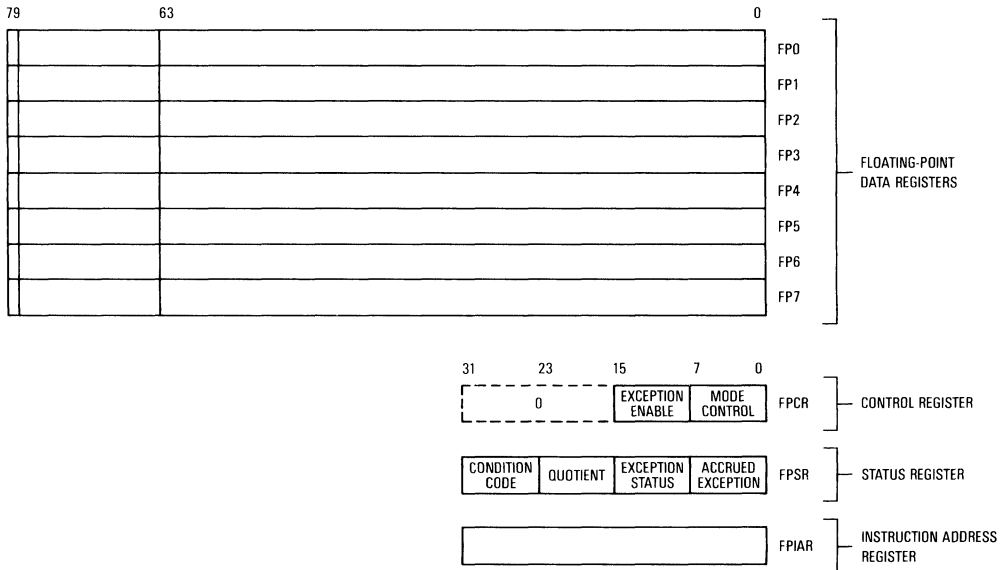 79 63 0
FP0
FP1
FP2
FP3
FP4
FP5
FP6
FP7
FLOATING-POINT
DATA REGISTERS
31 23 15 7 0
0
EXCEPTION
ENABLE
MODE
CONTROL
FPCR
CONTROL REGISTER
CONDITION
CODE
QUOTIENT
EXCEPTION
STATUS
ACCRUED
EXCEPTION
FPSR
STATUS REGISTER
FPIAR
INSTRUCTION ADDRESS
REGISTER